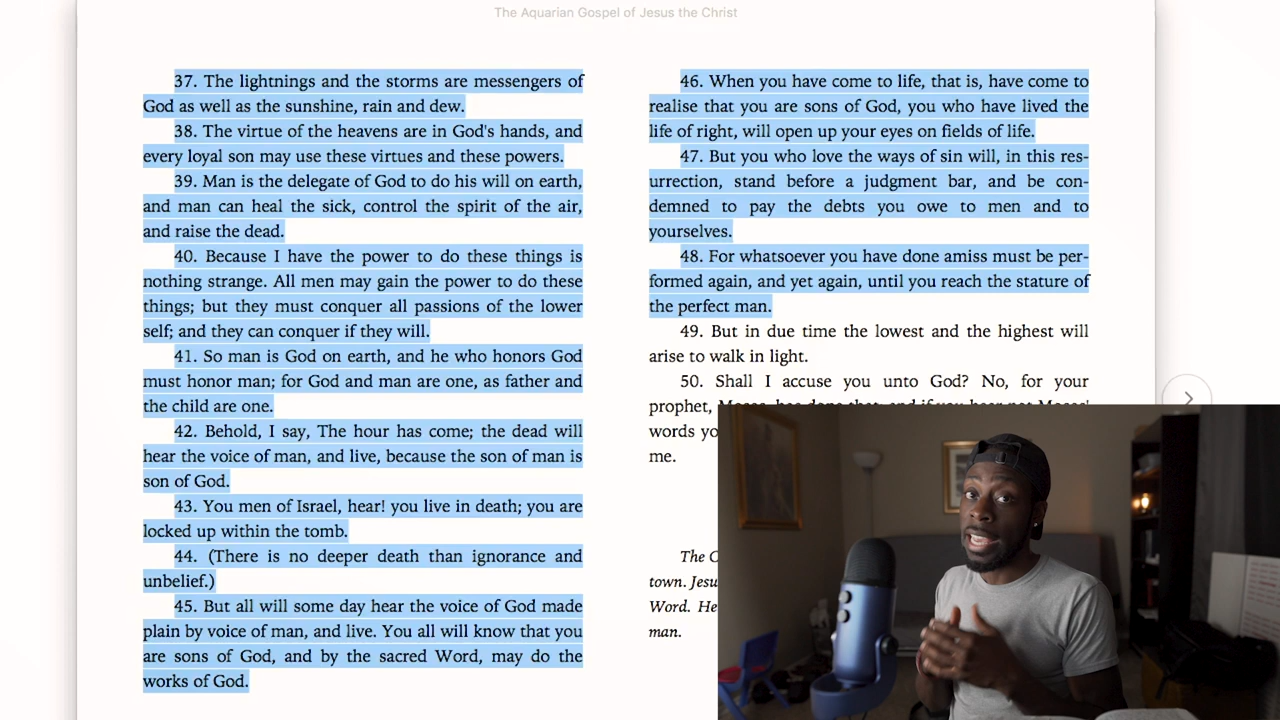 The Aquarian Gospel of Jesus the Christ
37. The lightnings and the storms are messengers of
God as well as the sunshine, rain and dew.
38. The virtue of the heavens are in God's hands, and
every loyal son may use these virtues and these powers.
39. Man is the delegate of God to do his will on earth,
and man can heal the sick, control the spirit of the air,
and raise the dead.
40. Because I have the power to do these things is
nothing strange. All men may gain the power to do these
things; but they must conquer all passions of the lower
self; and they can conquer if they will.
41. So man is God on earth, and he who honors God
must honor man; for God and man are one, as father and
the child are one.
42. Behold, I say, The hour has come; the dead will
hear the voice of man, and live, because the son of man is
son of God.
43. You men of Israel, hear! you live in death; you are
locked up within the tomb.
44. (There is no deeper death than ignorance and
unbelief.)
45. But all will some day hear the voice of God made
plain by voice of man, and live. You all will know that you
are sons of God, and by the sacred Word, may do the
works of God.
46. When you have come to life, that is, have come to
realise that you are sons of God, you who have lived the
life of right, will open up your eyes on fields of life.
47. But you who love the ways of sin will, in this res-
urrection, stand before a judgment bar, and be con-
demned to pay the debts you owe to men and to
yourselves.
48. For whatsoever you have done amiss must be per-
formed again, and yet again, until you reach the stature of
the perfect man.
49. But in due time the lowest and the highest will
arise to walk in light.
50. Shall I accuse you unto God? No, for your
prophet, Moses, has done that, and if you hear not Moses'
words
me.
The
town.
Word. He
man.